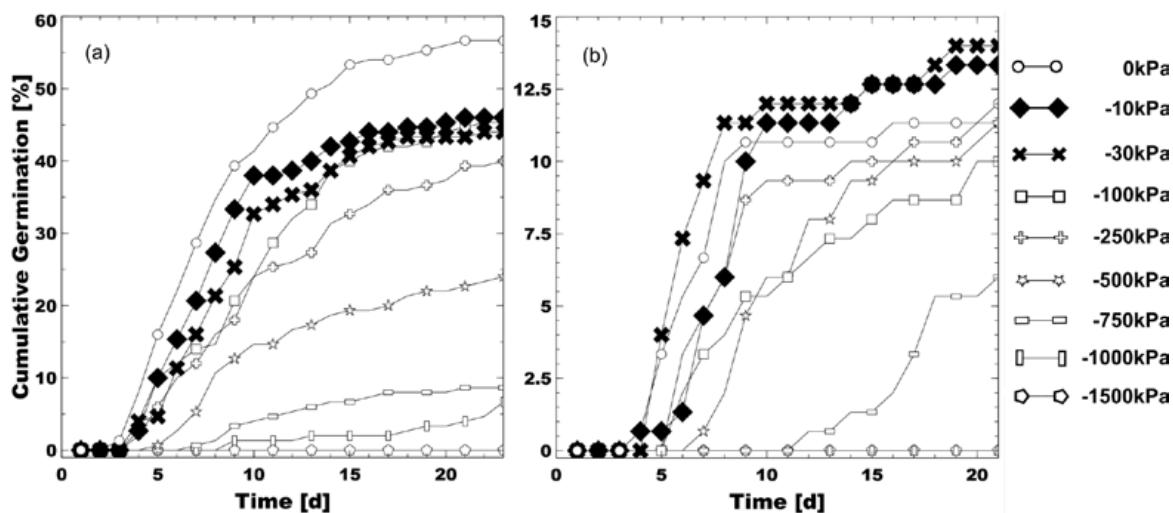 Cumulative Germination [%]
60
50
40
30
20
10
0
(a)
0 5 10 15 20
Time [d]
15
12.5
10
7.5
5
2.5
0
(b)
0 5 10 15 20
Time [d]
0kPa
-10kPa
-30kPa
-100kPa
-250kPa
-500kPa
-750kPa
-1000kPa
-1500kPa